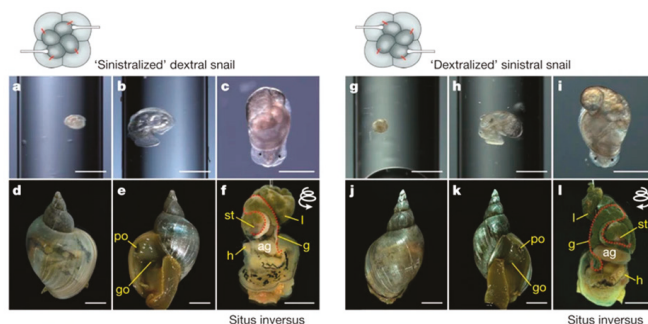 'Sinistralized' dextral snail
'Dextralized' sinistral snail
a
b
c
g
h
i
d
e
f
j
k
l
po
go
st
l
ag
g
h
po
go
l
st
g
ag
h
Situs inversus
Situs inversus